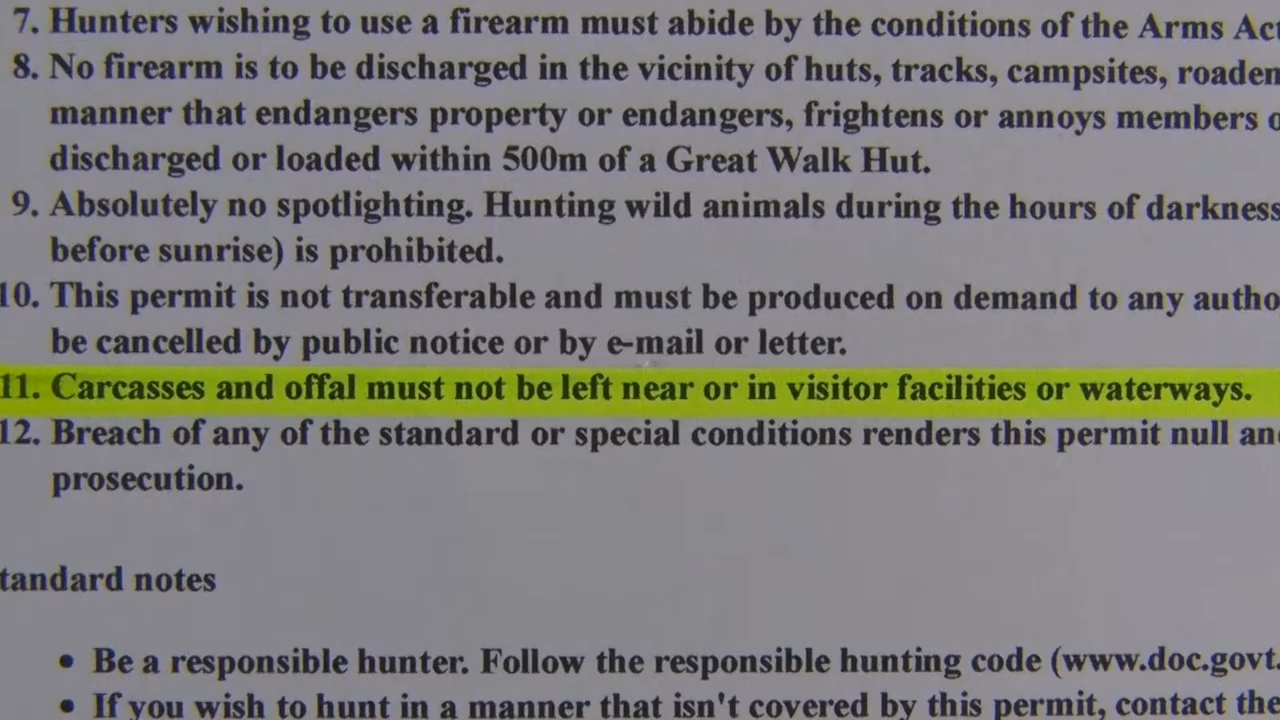 7. Hunters wishing to use a firearm must abide by the conditions of the Arms Act
8. No firearm is to be discharged in the vicinity of huts, tracks, campsites, roaden
manner that endangers property or endangers, frightens or annoys members o
discharged or loaded within 500m of a Great Walk Hut.
9. Absolutely no spotlighting. Hunting wild animals during the hours of darkness
before sunrise) is prohibited.
10. This permit is not transferable and must be produced on demand to any autho
be cancelled by public notice or by e-mail or letter.
11. Carcasses and offal must not be left near or in visitor facilities or waterways.
12. Breach of any of the standard or special conditions renders this permit null an
prosecution.
tandard notes
• Be a responsible hunter. Follow the responsible hunting code (www.doc.govt.
• If you wish to hunt in a manner that isn't covered by this permit, contact the